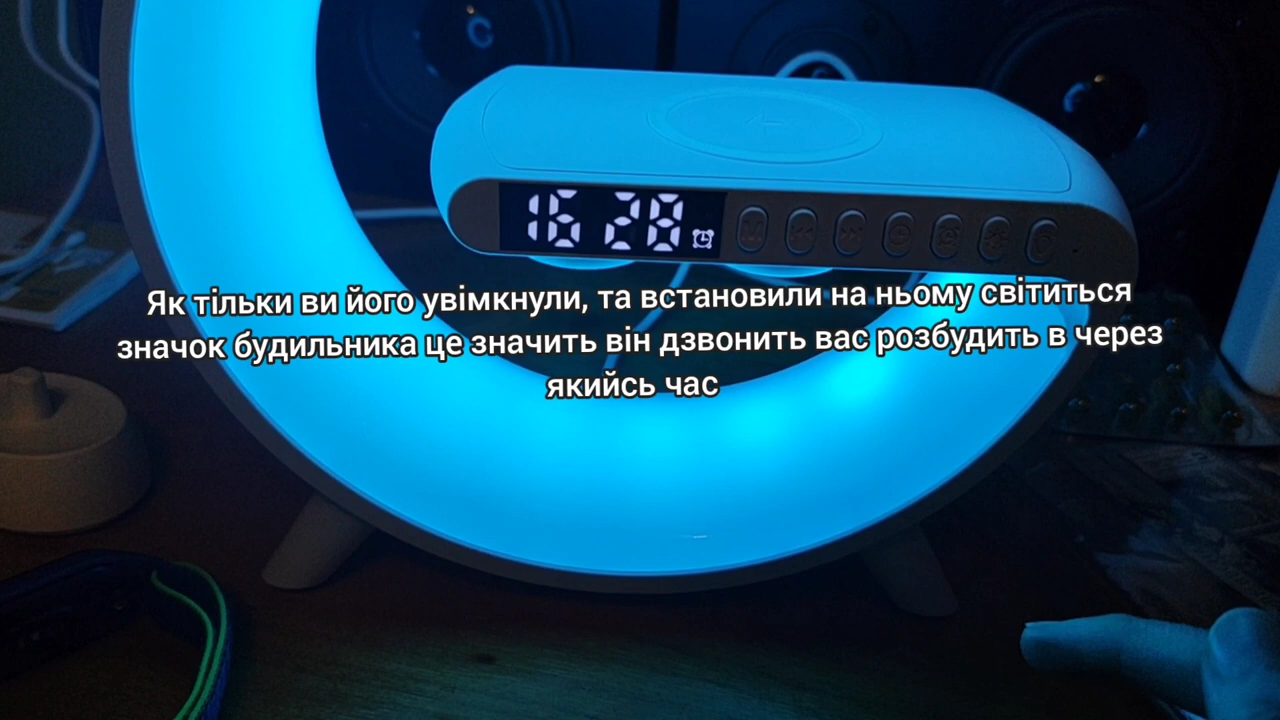 16 28
M
Як тільки ви його увімкнули, та встановили на ньому світиться
значок будильника це значить він дзвонить вас розбудить в через
якийсь час